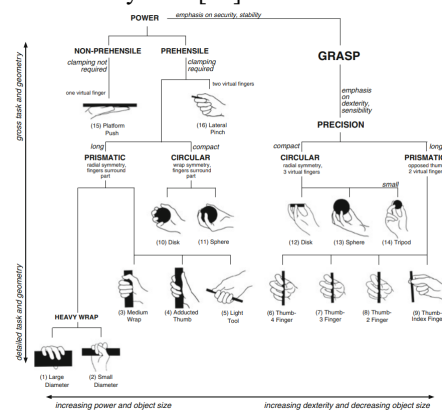 POWER
emphasis on security, stability
NON-PREHENSILE
PREHENSILE
clamping not
required
clamping
required
GRASP
one virtual finger
two virtual fingers
emphasis
on
dexterity,
sensibility
(15) Platform
Push
(16) Lateral
Pinch
PRECISION
long
compact
compact
long
PRISMATIC
radial symmetry,
fingers surround
part
CIRCULAR
wrap symmetry,
fingers surround
part
CIRCULAR
radial symmetry,
3 virtual fingers
PRISMATIC
opposed thumb
2 virtual finger
small
(10) Disk
(11) Sphere
(12) Disk
(13) Sphere
(14) Tripod
(3) Medium
Wrap
(4) Adducted
Thumb
(5) Light
Tool
(6) Thumb-
4 Finger
(7) Thumb-
3 Finger
(8) Thumb-
2 Finger
(9) Thumb-
Index Finge
HEAVY WRAP
(1) Large
Diameter
(2) Small
Diameter
gross task and geometry
detailed task and geometry
increasing power and object size
increasing dexterity and decreasing object size